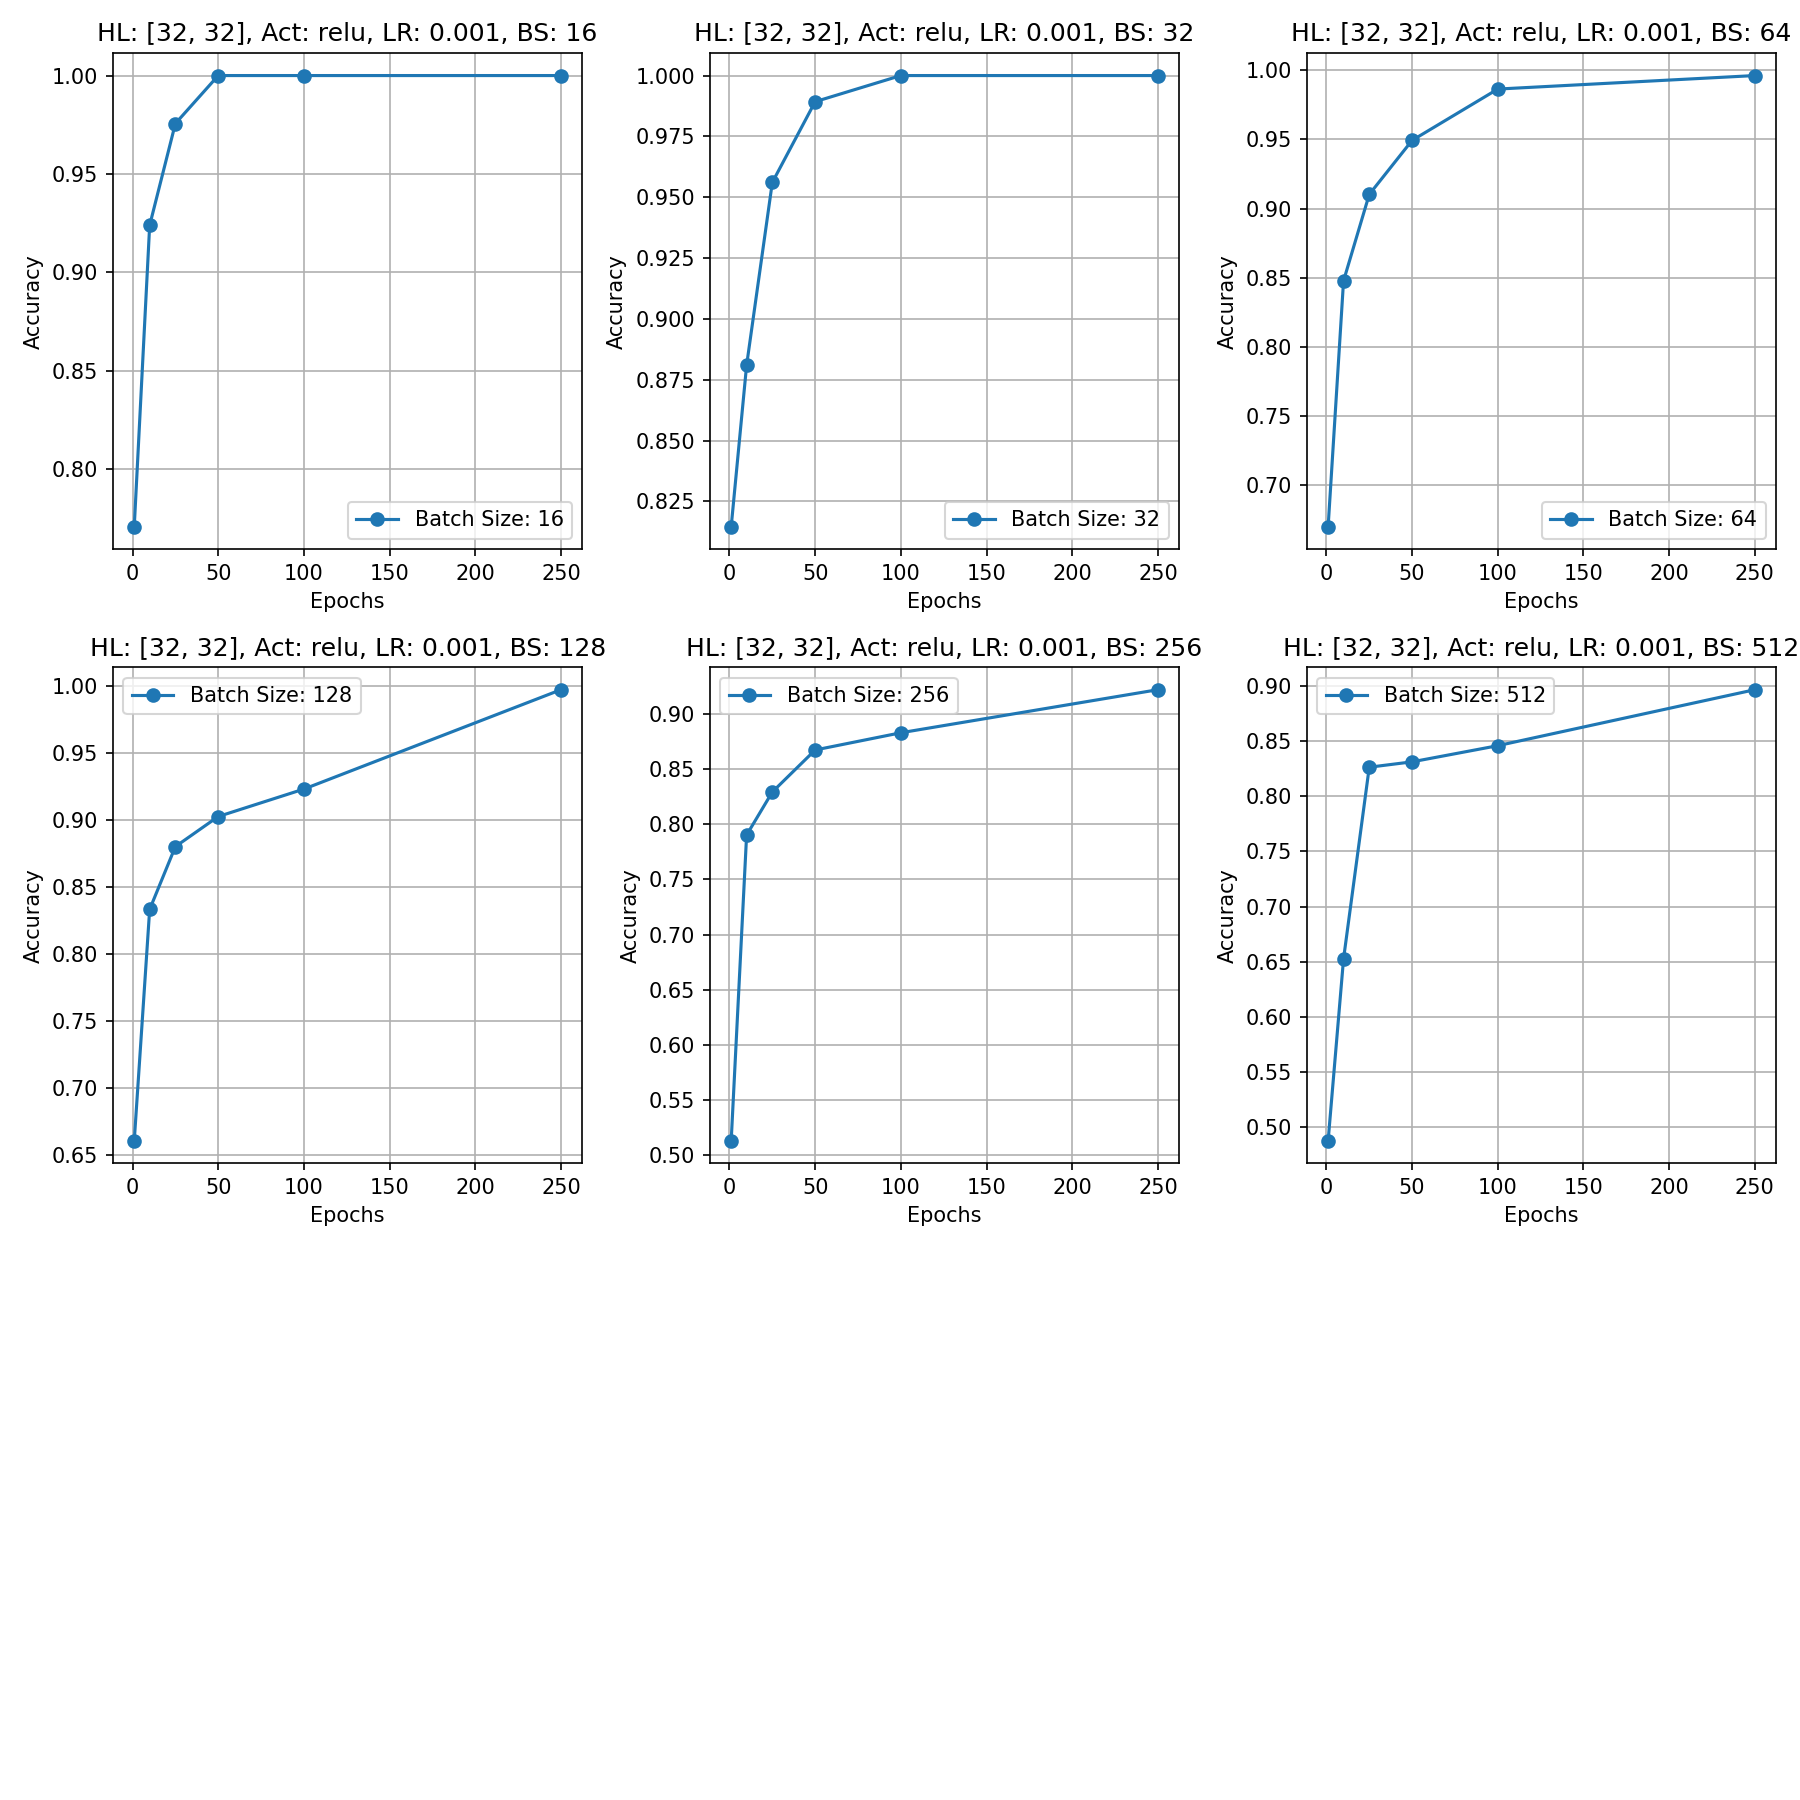 HL: [32, 32], Act: relu, LR: 0.001, BS: 16
1.00
0.95
0.90
0.85
0.80
Accuracy
Batch Size: 16
0 50 100 150 200 250
Epochs
HL: [32, 32], Act: relu, LR: 0.001, BS: 32
1.000
0.975
0.950
0.925
0.900
0.875
0.850
0.825
Accuracy
Batch Size: 32
0 50 100 150 200 250
Epochs
HL: [32, 32], Act: relu, LR: 0.001, BS: 64
1.00
0.95
0.90
0.85
0.80
0.75
0.70
Accuracy
Batch Size: 64
0 50 100 150 200 250
Epochs
HL: [32, 32], Act: relu, LR: 0.001, BS: 128
Batch Size: 128
1.00
0.95
0.90
0.85
0.80
0.75
0.70
0.65
Accuracy
0 50 100 150 200 250
Epochs
HL: [32, 32], Act: relu, LR: 0.001, BS: 256
Batch Size: 256
0.90
0.85
0.80
0.75
0.70
0.65
0.60
0.55
0.50
Accuracy
0 50 100 150 200 250
Epochs
HL: [32, 32], Act: relu, LR: 0.001, BS: 512
Batch Size: 512
0.90
0.85
0.80
0.75
0.70
0.65
0.60
0.55
0.50
Accuracy
0 50 100 150 200 250
Epochs